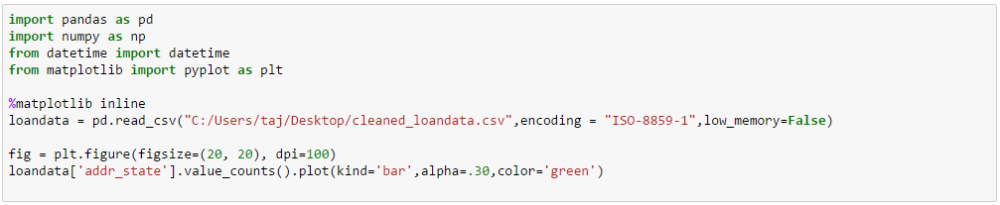 import pandas as pd
import numpy as np
from datetime import datetime
from matplotlib import pyplot as plt
%matplotlib inline
loandata = pd.read_csv("C:/Users/taj/Desktop/cleaned_loandata.csv",encoding = "ISO-8859-1",low_memory=False)
fig = plt.figure(figsize=(20, 20), dpi=100)
loandata['addr_state'].value_counts().plot(kind='bar',alpha=.30,color='green')